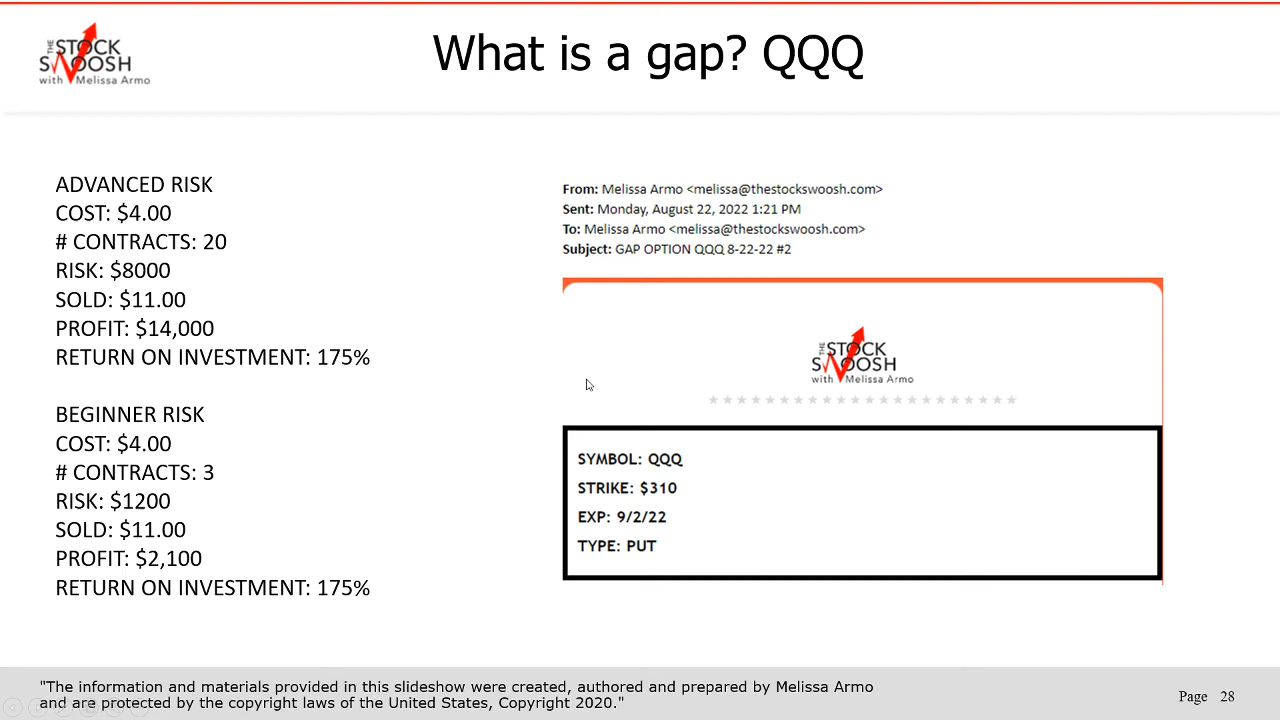 THE STOCK
SWOOSH
with Melissa Armo
What is a gap? QQQ
ADVANCED RISK
COST: $4.00
# CONTRACTS: 20
RISK: $8000
SOLD: $11.00
PROFIT: $14,000
RETURN ON INVESTMENT: 175%
BEGINNER RISK
COST: $4.00
# CONTRACTS: 3
RISK: $1200
SOLD: $11.00
PROFIT: $2,100
RETURN ON INVESTMENT: 175%
From: Melissa Armo <melissa@thestockswoosh.com>
Sent: Monday, August 22, 2022 1:21 PM
To: Melissa Armo <melissa@thestockswoosh.com>
Subject: GAP OPTION QQQ 8-22-22 #2
THE STOCK
SWOOSH
with Melissa Armo
SYMBOL: QQQ
STRIKE: $310
EXP: 9/2/22
TYPE: PUT
"The information and materials provided in this slideshow were created, authored and prepared by Melissa Armo
and are protected by the copyright laws of the United States, Copyright 2020."
Page 28